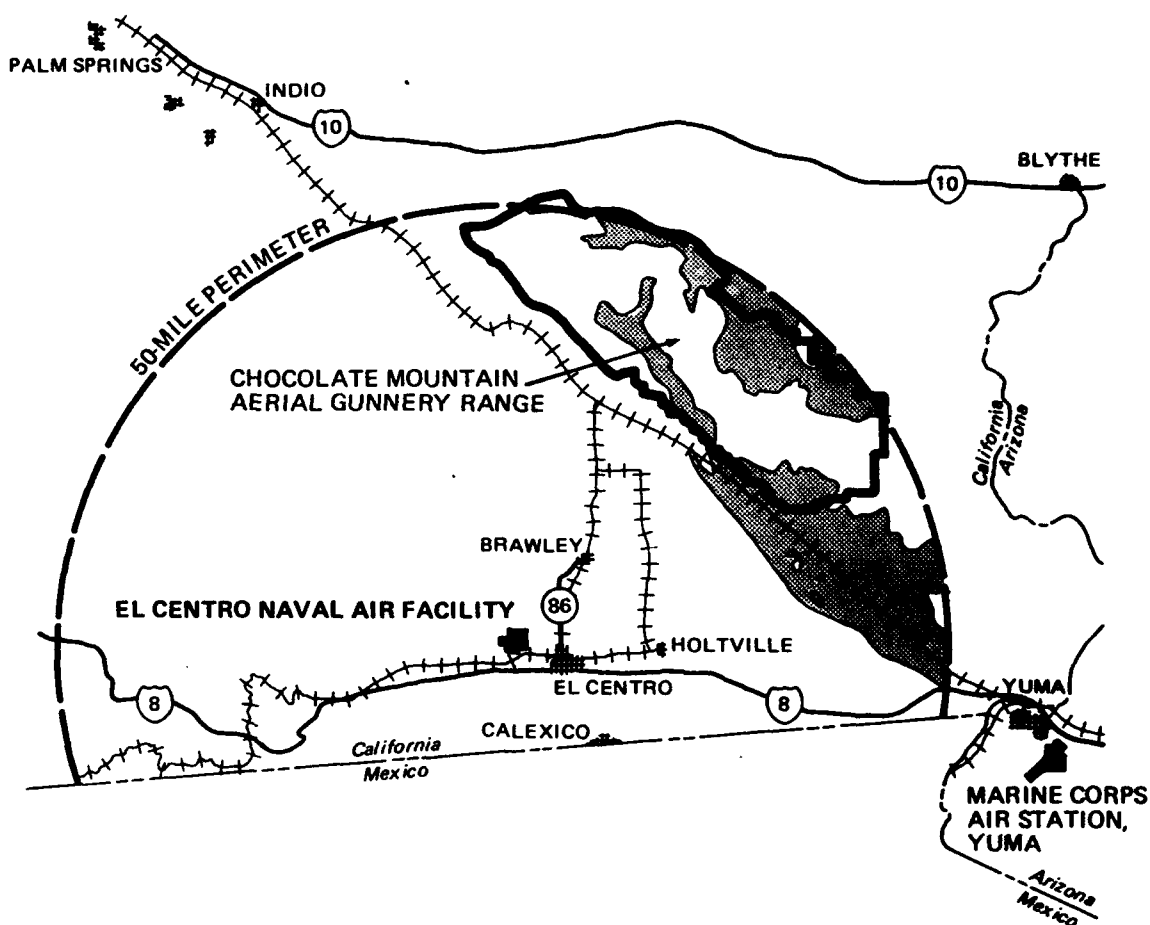 PALM SPRINGS
INDIO
10
BLYTHE
10
50-MILE PERIMETER
CHOCOLATE MOUNTAIN
AERIAL GUNNERY RANGE
California
Arizona
BRAWLEY
EL CENTRO NAVAL AIR FACILITY
86
HOLTVILLE
EL CENTRO
YUMA
8
8
CALEXICO
California
Mexico
MARINE CORPS
AIR STATION,
YUMA
Arizona
Mexico